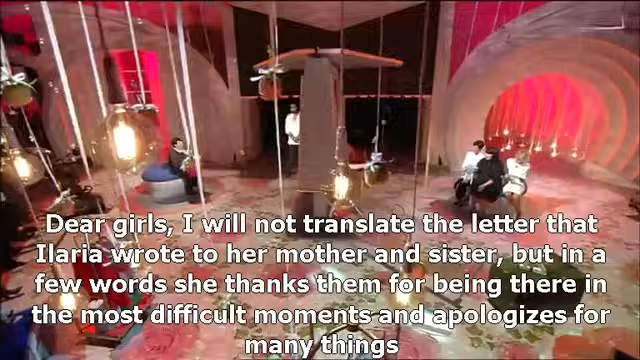 Dear girls, I will not translate the letter that
Ilaria wrote to her mother and sister, but in a
few words she thanks them for being there in
the most difficult moments and apologizes for
many things